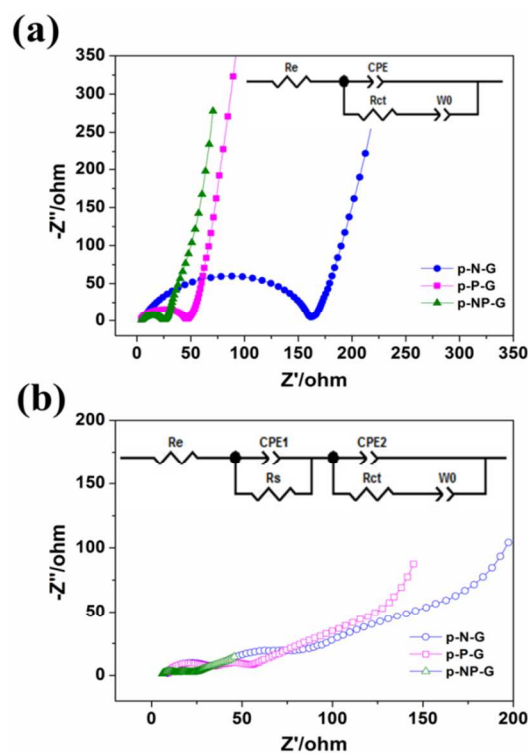 (a)
350
300
250
200
150
100
50
0
-Z''/ohm
Re
CPE
Rct
W0
p-N-G
p-P-G
p-NP-G
0 50 100 150 200 250 300 350
Z'/ohm
(b)
200
150
100
50
0
-Z''/ohm
Re
CPE1
CPE2
Rs
Rct
W0
p-N-G
p-P-G
p-NP-G
0 50 100 150 200
Z'/ohm